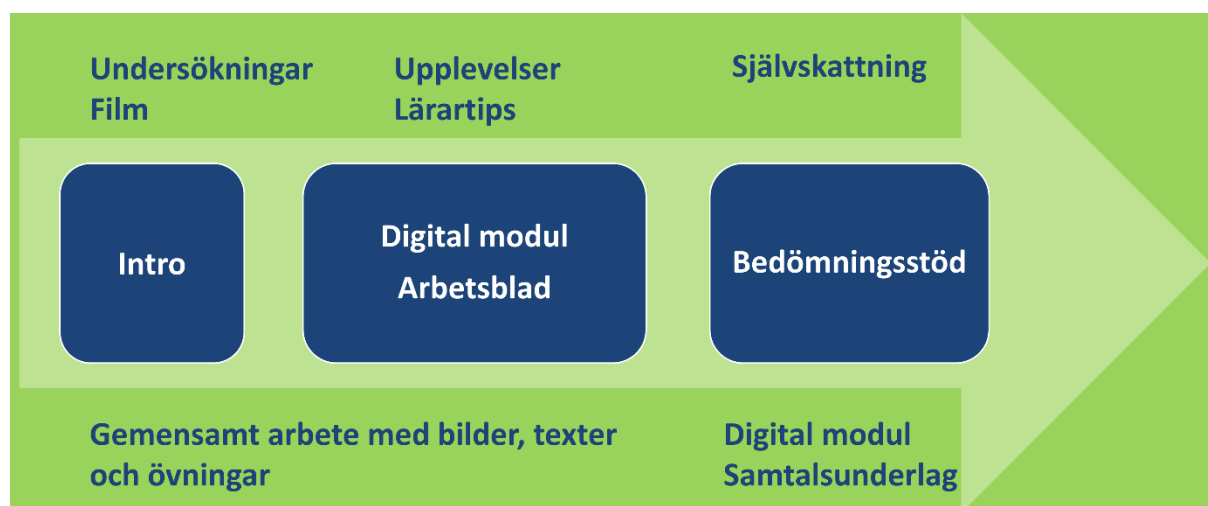 Undersökningar
Film
Upplevelser
Lärartips
Självskattning
Intro
Digital modul
Arbetsblad
Bedömningsstöd
Gemensamt arbete med bilder, texter
och övningar
Digital modul
Samtalsunderlag